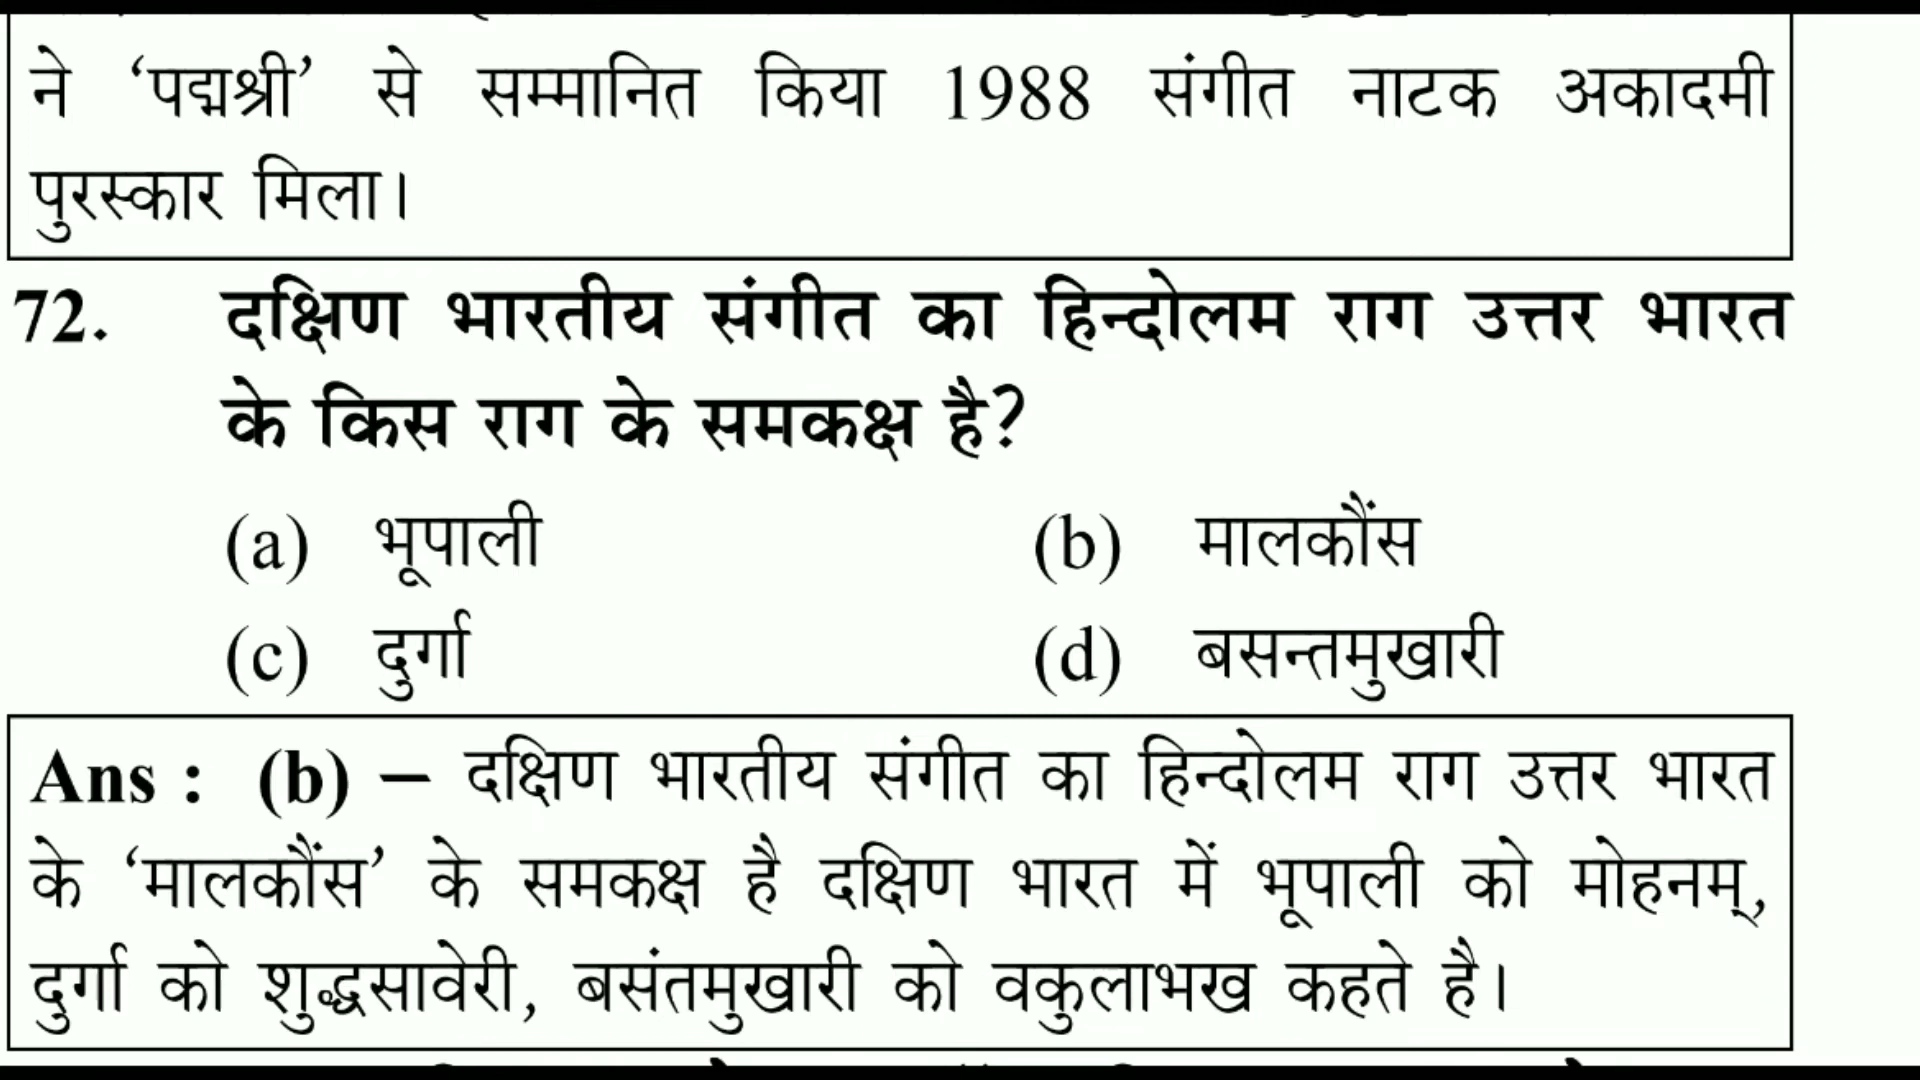 ने ‘पद्मश्री’ से सम्मानित किया 1988 संगीत नाटक अकादमी
पुरस्कार मिला।
72. दक्षिण भारतीय संगीत का हिन्दोलम राग उत्तर भारत
के किस राग के समकक्ष है?
(a) भूपाली (b) मालकौंस
(c) दुर्गा (d) बसन्तमुखारी
Ans : (b) – दक्षिण भारतीय संगीत का हिन्दोलम राग उत्तर भारत
के ‘मालकौंस’ के समकक्ष है दक्षिण भारत में भूपाली को मोहनम्,
दुर्गा को शुद्धसावेरी, बसंतमुखारी को वकुलाभख कहते है।